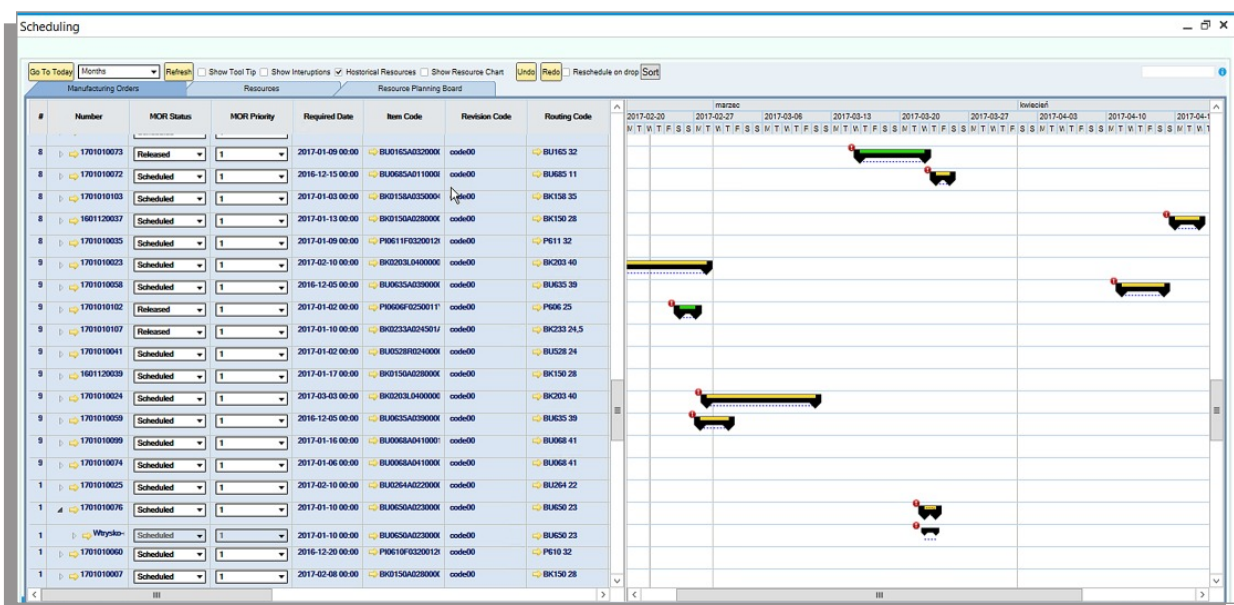 Scheduling
Go To Today Months Refresh Show Tool Tip Show Interuptions Hostorical Resources Show Resource Chart Undo Redo Reschedule on drop Sort
Manufacturing Orders Resources Resource Planning Board
# Number MOR Status MOR Priority Required Date Item Code Revision Code Routing Code
marzec kwiecień
2017-02-20 2017-02-27 2017-03-06 2017-03-13 2017-03-20 2017-03-27 2017-04-03 2017-04-10 2017-04-1
M T W T F S S M T W T F S S M T W T F S S M T W T F S S M T W T F S S M T W T F S S M T W T F S S M T W T F S S M T W T
8 1701010073 Released 1 2017-01-09 00:00 BU0165A032000( code00 BU165 32
8 1701010072 Scheduled 1 2016-12-15 00:00 BU0685A011000( code00 BU685 11
8 1701010103 Scheduled 1 2017-01-03 00:00 BK0158A035000 BK158 35
8 1601120037 Scheduled 1 2017-01-13 00:00 BK0150A028000( code00 BK150 28
8 1701010035 Scheduled 1 2017-01-09 00:00 PI0611F0320012( code00 P611 32
9 1701010023 Scheduled 1 2017-02-10 00:00 BK0203L0400000 code00 BK203 40
9 1701010058 Scheduled 1 2016-12-05 00:00 BU0635A039000( code00 BU635 39
9 1701010102 Released 1 2017-01-02 00:00 PI0606F0250011 code00 P606 25
9 1701010107 Released 1 2017-01-10 00:00 BK0233A024501 code00 BK233 24,5
9 1701010041 Scheduled 1 2017-01-02 00:00 BU0528R024000( code00 BU528 24
9 1601120039 Scheduled 1 2017-01-17 00:00 BK0150A028000( code00 BK150 28
9 1701010024 Scheduled 1 2017-03-03 00:00 BK0203L0400000 code00 BK203 40
9 1701010059 Scheduled 1 2016-12-05 00:00 BU0635A039000( code00 BU635 39
9 1701010099 Scheduled 1 2017-01-16 00:00 BU0068A041000 code00 BU068 41
9 1701010074 Scheduled 1 2017-01-06 00:00 BU0068A041000( code00 BU068 41
1 1701010025 Scheduled 1 2017-02-10 00:00 BU0264A022000( code00 BU264 22
1 1701010076 Scheduled 1 2017-01-10 00:00 BU0650A023000( code00 BU650 23
1 Wtrysko- Scheduled 1 2017-01-10 00:00 BU0650A023000( code00 BU650 23
1 1701010060 Scheduled 1 2016-12-20 00:00 PI0610F0320012( code00 P610 32
1 1701010007 Scheduled 1 2017-02-08 00:00 BK0150A028000( code00 BK150 28